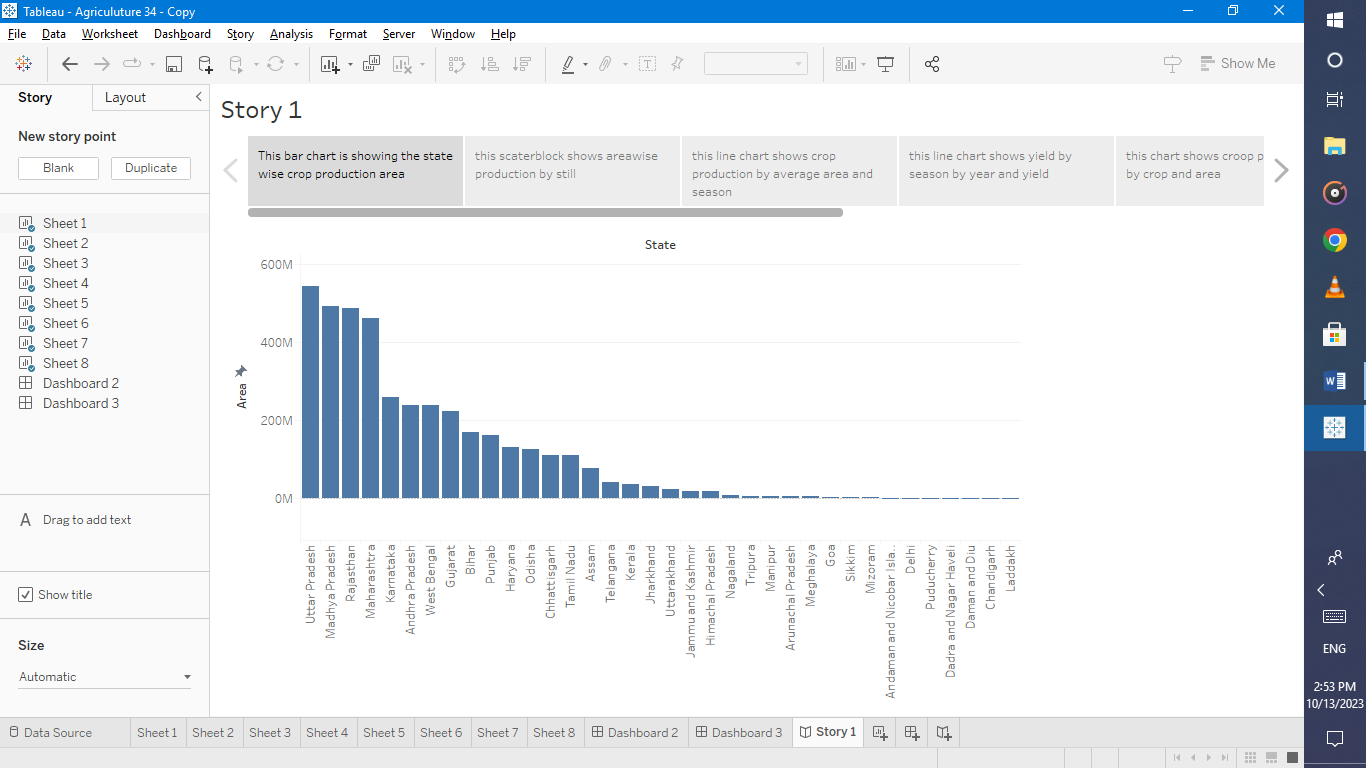 Tableau - Agriculuture 34 - Copy
File Data Worksheet Dashboard Story Analysis Format Server Window Help
Show Me
Story Layout
New story point
Blank Duplicate
Sheet 1
Sheet 2
Sheet 3
Sheet 4
Sheet 5
Sheet 6
Sheet 7
Sheet 8
Dashboard 2
Dashboard 3
A Drag to add text
Show title
Size
Automatic
Story 1
This bar chart is showing the state
wise crop production area
this scaterblock shows areawise
production by still
this line chart shows crop
production by average area and
season
this line chart shows yield by
season by year and yield
this chart shows croop p
by crop and area
State
600M
400M
200M
0M
Area
Uttar Pradesh
Madhya Pradesh
Rajasthan
Maharashtra
Karnataka
Andhra Pradesh
West Bengal
Gujarat
Bihar
Punjab
Haryana
Odisha
Chhattisgarh
Tamil Nadu
Assam
Telangana
Kerala
Jharkhand
Uttarakhand
Jammu and Kashmir
Himachal Pradesh
Nagaland
Tripura
Manipur
Arunachal Pradesh
Meghalaya
Goa
Sikkim
Mizoram
Andaman and Nicobar Isla..
Delhi
Puducherry
Dadra and Nagar Haveli
Daman and Diu
Chandigarh
Laddakh
Data Source Sheet 1 Sheet 2 Sheet 3 Sheet 4 Sheet 5 Sheet 6 Sheet 7 Sheet 8 Dashboard 2 Dashboard 3 Story 1
ENG
2:53 PM
10/13/2023